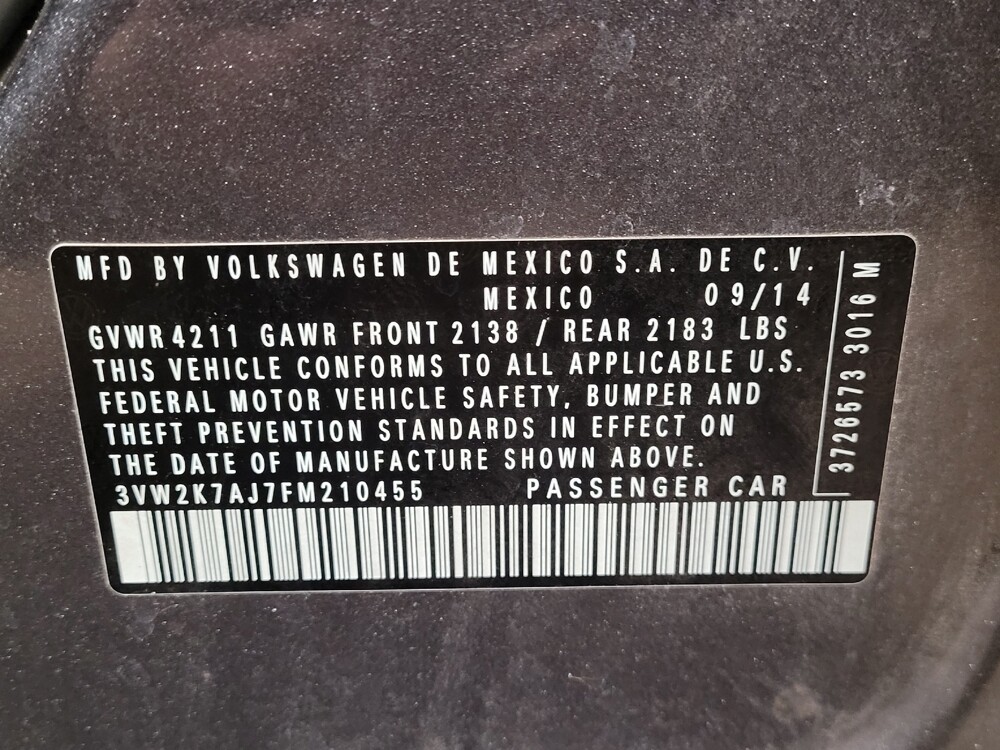 MFD BY VOLKSWAGEN DE MEXICO S.A. DE C.V.
MEXICO 09/14
GVWR 4211 GAWR FRONT 2138 / REAR 2183 LBS
THIS VEHICLE CONFORMS TO ALL APPLICABLE U.S.
FEDERAL MOTOR VEHICLE SAFETY, BUMPER AND
THEFT PREVENTION STANDARDS IN EFFECT ON
THE DATE OF MANUFACTURE SHOWN ABOVE.
3VW2K7AJ7FM210455 PASSENGER CAR
3726573 3016 M